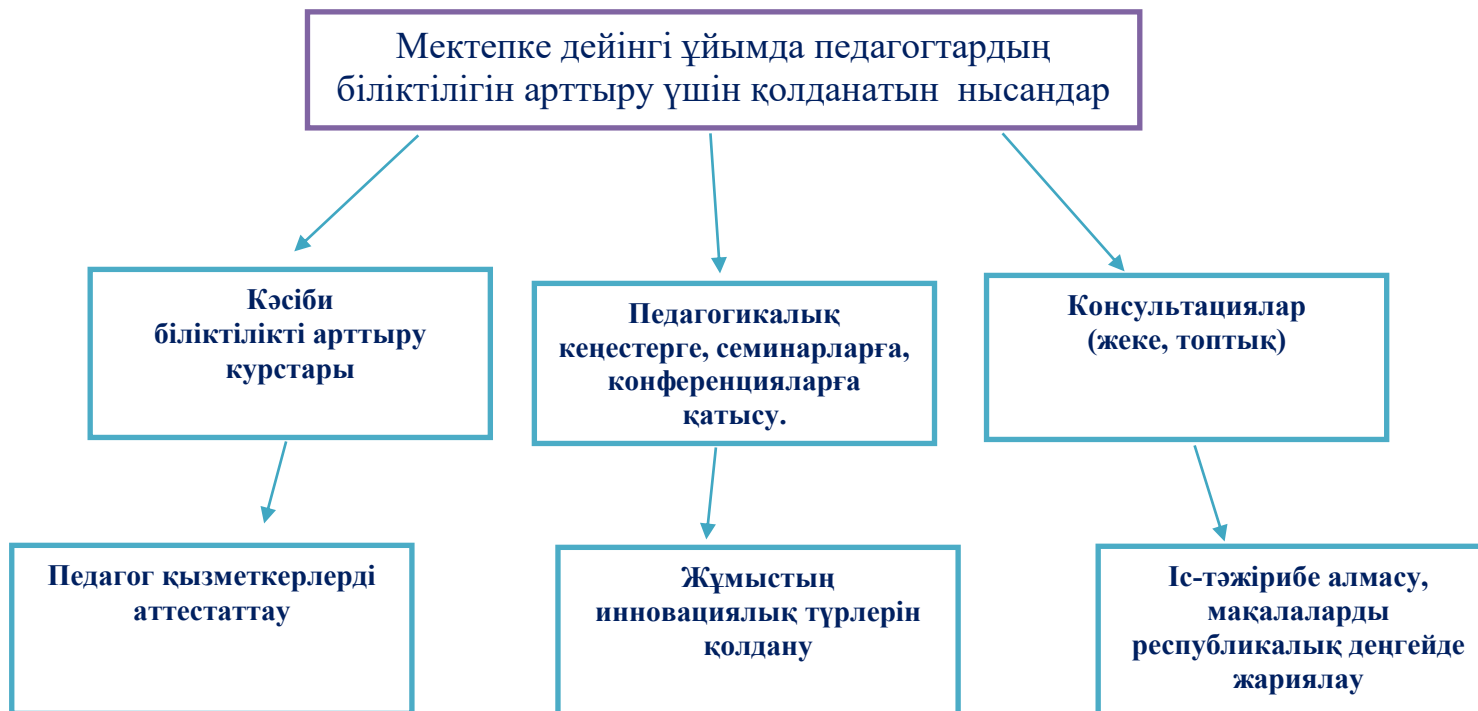 Мектепке дейінгі ұйымда педагогтардың
біліктілігін арттыру үшін қолданатын  нысандар
Кәсіби
біліктілікті арттыру
курстары
Педагогикалық
кеңестерге, семинарларға,
конференцияларға
қатысу.
Консультациялар
(жеке, топтық)
Педагог қызметкерлерді
аттестаттау
Жұмыстың
инновациялық түрлерін
қолдану
Іс-тәжірибе алмасу,
мақалаларды
республикалық деңгейде
жариялау